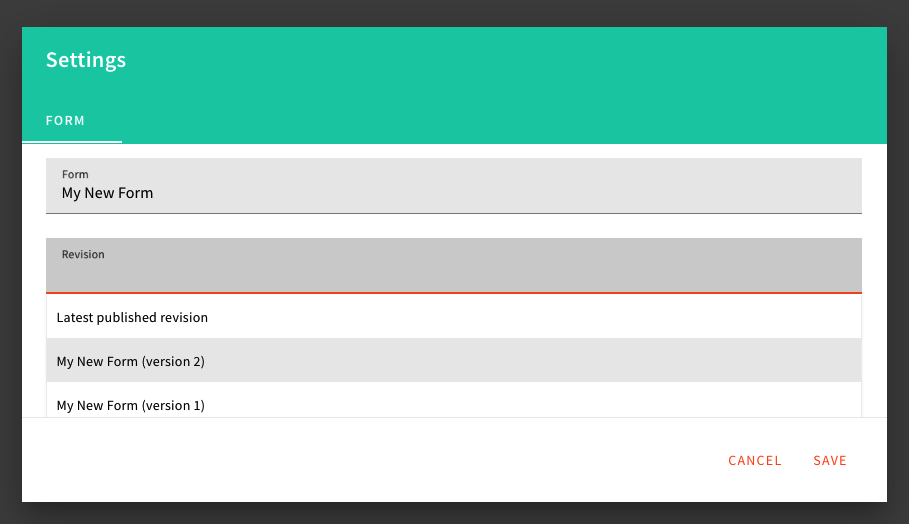 Settings
FORM
Form
My New Form
Revision
Latest published revision
My New Form (version 2)
My New Form (version 1)
CANCEL SAVE